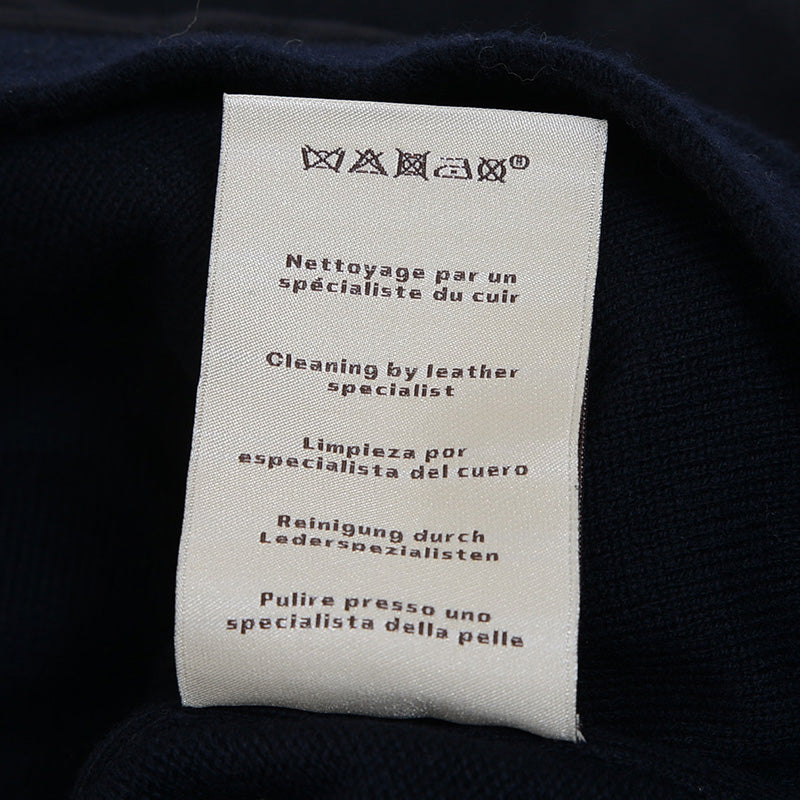 Nettoyage par un
spécialiste du cuir
Cleaning by leather
specialist
Limpieza por
especialista del cuero
Reinigung durch
Lederspezialisten
Pulire presso uno
specialista della pelle